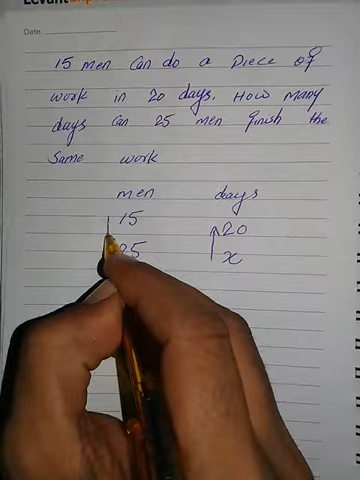 Date:
15 men can do a piece of
work in 20 days. How many
days can 25 men finish the
same work
men days
15 20
25 x